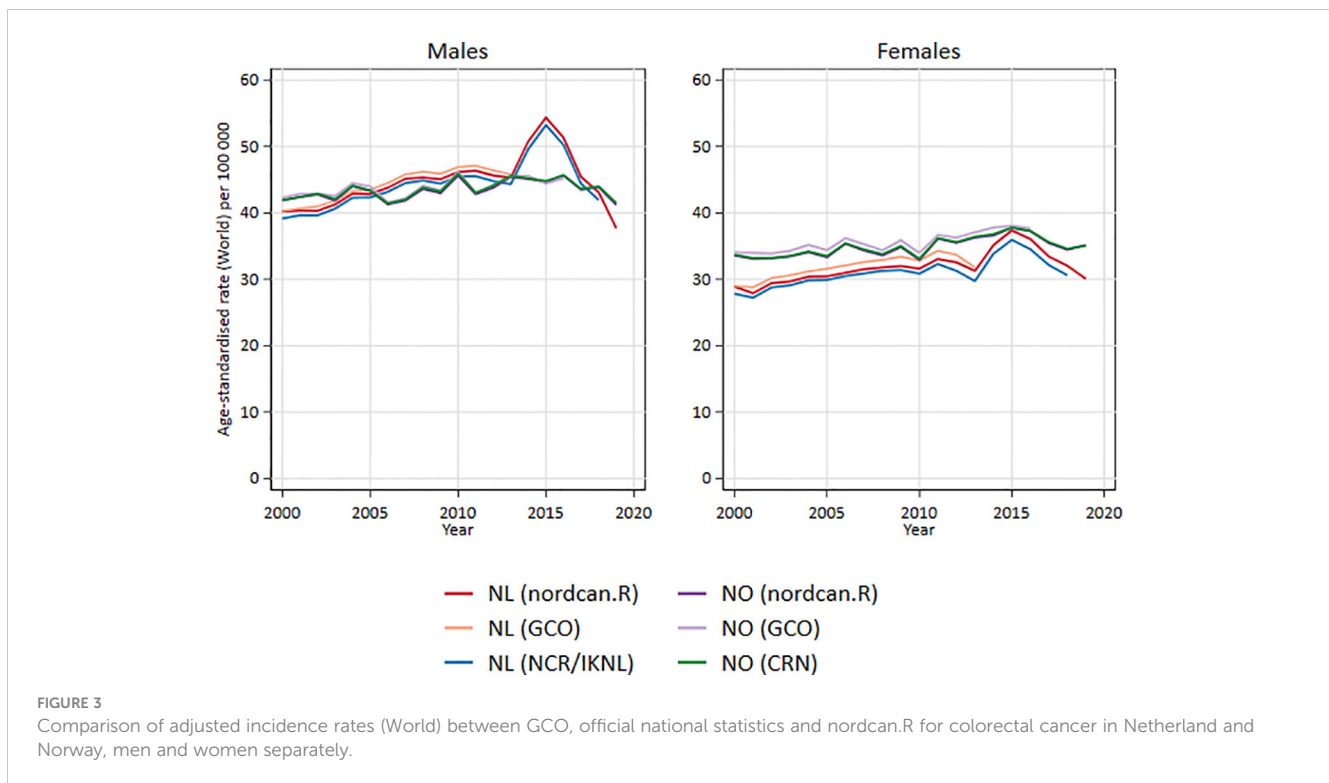 Males
Females
Age-standardised rate (World) per 100 000
60
50
40
30
20
10
0
2000
2005
2010
2015
2020
Year
60
50
40
30
20
10
0
2000
2005
2010
2015
2020
Year
NL (nordcan.R)
NO (nordcan.R)
NL (GCO)
NO (GCO)
NL (NCR/IKNL)
NO (CRN)
FIGURE 3
Comparison of adjusted incidence rates (World) between GCO, official national statistics and nordcan.R for colorectal cancer in Netherland and
Norway, men and women separately.